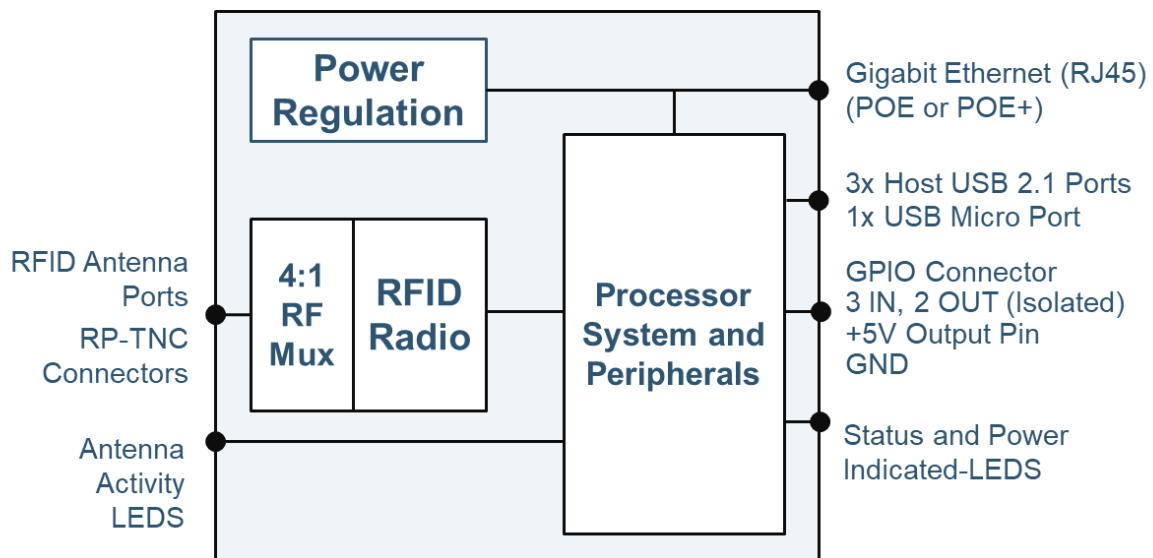 Power
Regulation
Gigabit Ethernet (RJ45)
(POE or POE+)
3x Host USB 2.1 Ports
1x USB Micro Port
RFID Antenna
Ports
RP-TNC
Connectors
4:1
RF
Mux
RFID
Radio
Processor
System and
Peripherals
GPIO Connector
3 IN, 2 OUT (Isolated)
+5V Output Pin
GND
Antenna
Activity
LEDS
Status and Power
Indicated-LEDS